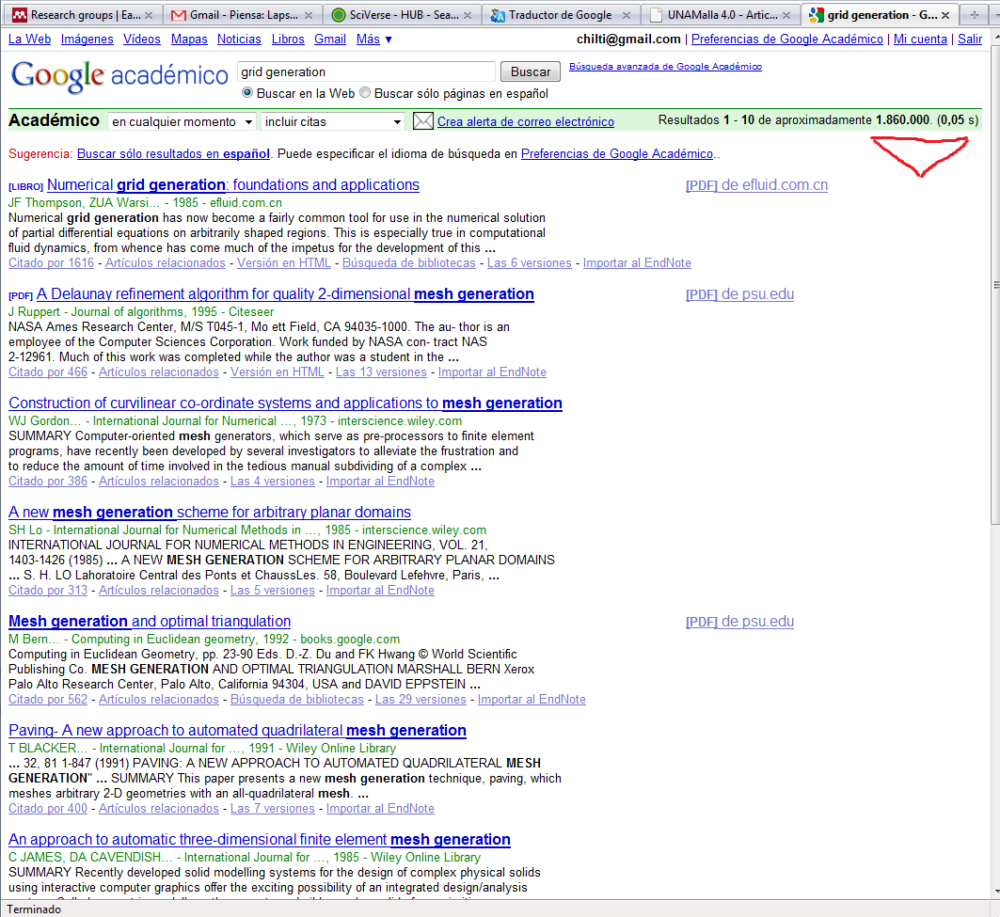 Research groups | Ea...
Gmail - Piensa: Laps...
SciVerse - HUB - Sea...
Traductor de Google
UNAMalla 4.0 - Artic...
grid generation - G...
La Web Imágenes Vídeos Mapas Noticias Libros Gmail Más ▼
chilti@gmail.com | Preferencias de Google Académico | Mi cuenta | Salir
Google académico
grid generation
Buscar
Búsqueda avanzada de Google Académico
Buscar en la Web Buscar sólo páginas en español
Académico en cualquier momento incluir citas Crea alerta de correo electrónico Resultados 1 - 10 de aproximadamente 1.860.000. (0,05 s)
Sugerencia: Buscar sólo resultados en español. Puede especificar el idioma de búsqueda en Preferencias de Google Académico..
[LIBRO] Numerical grid generation: foundations and applications
[PDF] de efluid.com.cn
JF Thompson, ZUA Warsi... - 1985 - efluid.com.cn
Numerical grid generation has now become a fairly common tool for use in the numerical solution
of partial differential equations on arbitrarily shaped regions. This is especially true in computational
fluid dynamics, from whence has come much of the impetus for the development of this ...
Citado por 1616 - Artículos relacionados - Versión en HTML - Búsqueda de bibliotecas - Las 6 versiones - Importar al EndNote
[PDF] A Delaunay refinement algorithm for quality 2-dimensional mesh generation
[PDF] de psu.edu
J Ruppert - Journal of algorithms, 1995 - Citeseer
NASA Ames Research Center, M/S T045-1, Mo ett Field, CA 94035-1000. The au- thor is an
employee of the Computer Sciences Corporation. Work funded by NASA con- tract NAS
2-12961. Much of this work was completed while the author was a student in the ...
Citado por 466 - Artículos relacionados - Versión en HTML - Las 13 versiones - Importar al EndNote
Construction of curvilinear co-ordinate systems and applications to mesh generation
WJ Gordon... - International Journal for Numerical ..., 1973 - interscience.wiley.com
SUMMARY Computer-oriented mesh generators, which serve as pre-processors to finite element
programs, have recently been developed by several investigators to alleviate the frustration and
to reduce the amount of time involved in the tedious manual subdividing of a complex ...
Citado por 386 - Artículos relacionados - Las 4 versiones - Importar al EndNote
A new mesh generation scheme for arbitrary planar domains
SH Lo - International Journal for Numerical Methods in ..., 1985 - interscience.wiley.com
INTERNATIONAL JOURNAL FOR NUMERICAL METHODS IN ENGINEERING, VOL. 21,
1403-1426 (1985) ... A NEW MESH GENERATION SCHEME FOR ARBITRARY PLANAR DOMAINS
... S. H. LO Lahoratoire Central des Ponts et ChaussLes. 58, Boulevard Lefehvre, Paris, ...
Citado por 313 - Artículos relacionados - Las 5 versiones - Importar al EndNote
Mesh generation and optimal triangulation
[PDF] de psu.edu
M Bern... - Computing in Euclidean geometry, 1992 - books.google.com
Computing in Euclidean Geometry, pp. 23-90 Eds. D.-Z. Du and FK Hwang © World Scientific
Publishing Co. MESH GENERATION AND OPTIMAL TRIANGULATION MARSHALL BERN Xerox
Palo Alto Research Center, Palo Alto, California 94304, USA and DAVID EPPSTEIN ...
Citado por 562 - Artículos relacionados - Búsqueda de bibliotecas - Las 29 versiones - Importar al EndNote
Paving- A new approach to automated quadrilateral mesh generation
T BLACKER... - International Journal for ..., 1991 - Wiley Online Library
... 32, 81 1-847 (1991) PAVING: A NEW APPROACH TO AUTOMATED QUADRILATERAL MESH
GENERATION" ... SUMMARY This paper presents a new mesh generation technique, paving, which
meshes arbitrary 2-D geometries with an all-quadrilateral mesh. ...
Citado por 400 - Artículos relacionados - Las 7 versiones - Importar al EndNote
An approach to automatic three-dimensional finite element mesh generation
C JAMES, DA CAVENDISH... - International Journal for ..., 1985 - Wiley Online Library
SUMMARY Recently developed solid modelling systems for the design of complex physical solids
using interactive computer graphics offer the exciting possibility of an integrated design/analysis
Terminado